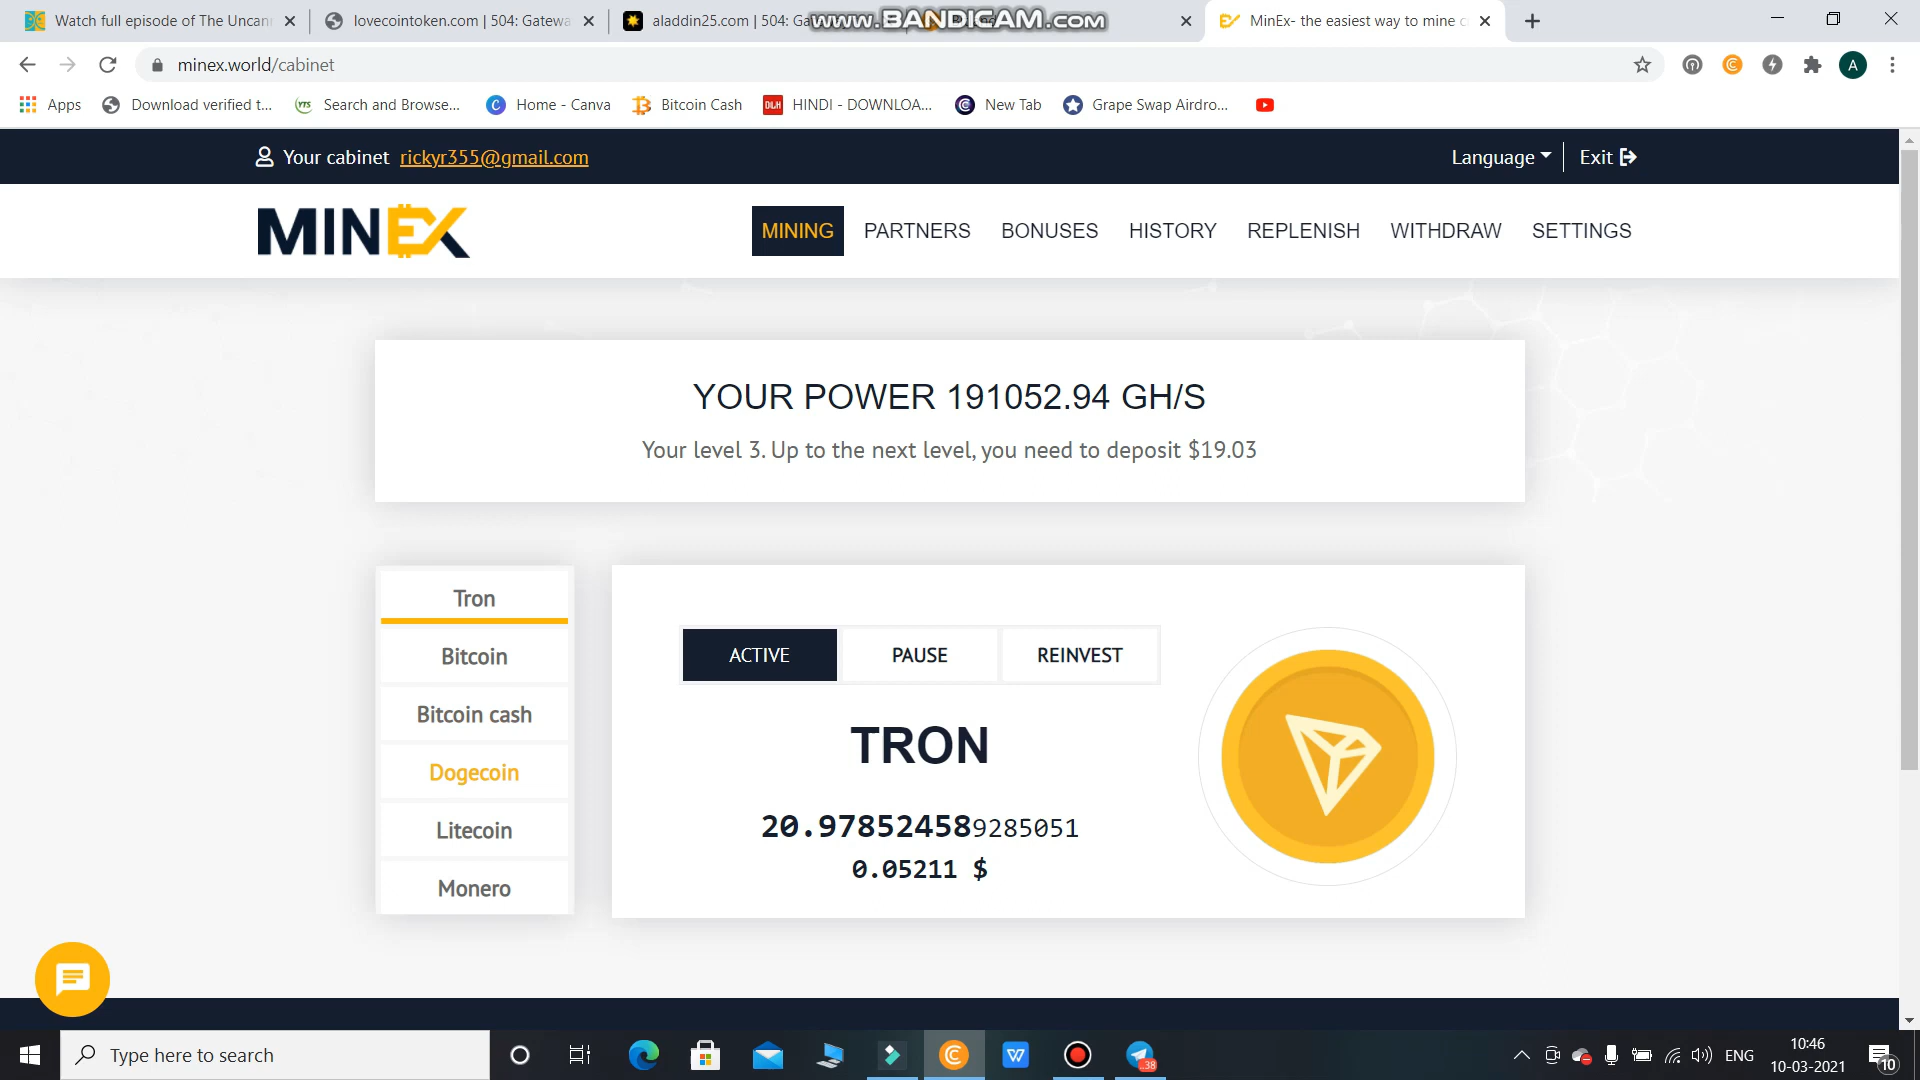 Watch full episode of The Uncan
lovecointoken.com | 504: Gatewa
aladdin25.com | 504: Ga
www.BANDICAM.com
MinEx- the easiest way to mine c
minex.world/cabinet
A
Apps
Download verified t...
YTS
Search and Browse...
C
Home - Canva
Bitcoin Cash
DLH
HINDI - DOWNLOA...
New Tab
Grape Swap Airdro...
Your cabinet rickyr355@gmail.com
Language
Exit
MINEX
MINING
PARTNERS
BONUSES
HISTORY
REPLENISH
WITHDRAW
SETTINGS
YOUR POWER 191052.94 GH/S
Your level 3. Up to the next level, you need to deposit $19.03
Tron
Bitcoin
Bitcoin cash
Dogecoin
Litecoin
Monero
ACTIVE
PAUSE
REINVEST
TRON
20.978524589285051
0.05211 $
Type here to search
38
ENG
10:46
10-03-2021
10